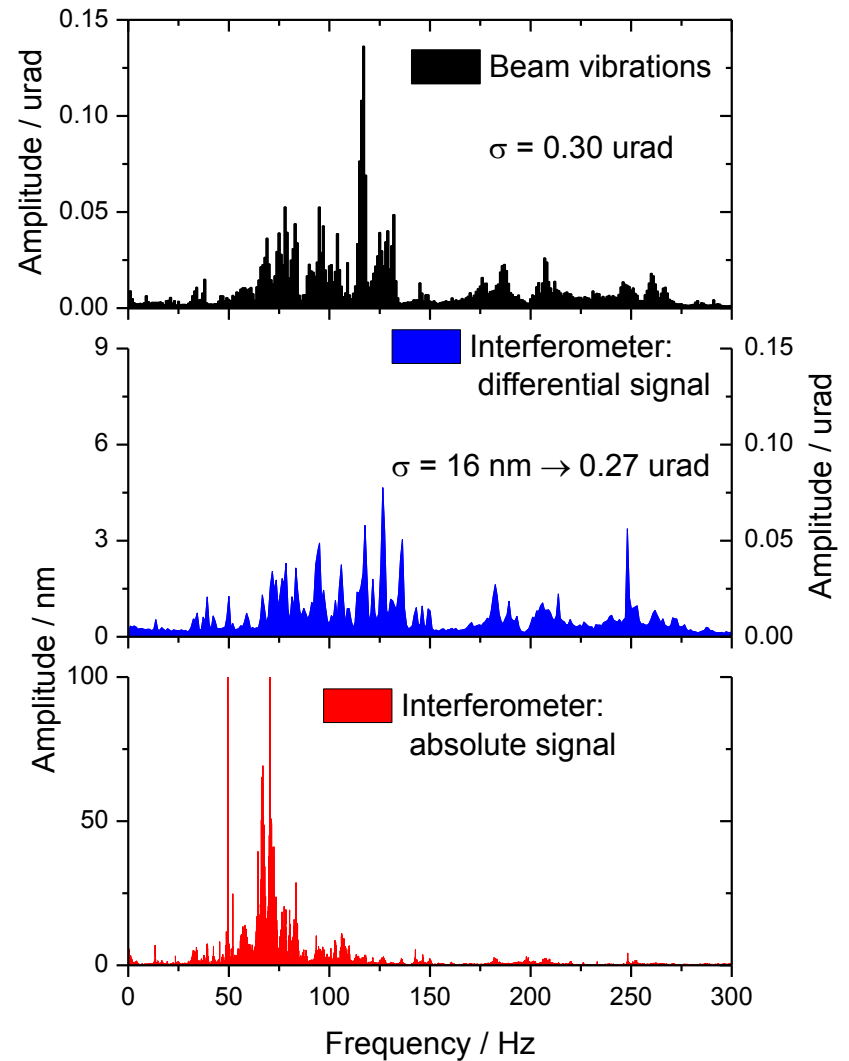 Beam vibrations
σ = 0.30 urad
Amplitude / urad
0.15
0.10
0.05
0.00
Interferometer:
differential signal
σ = 16 nm → 0.27 urad
9
6
3
0
0.15
0.10
0.05
0.00
Amplitude / urad
Amplitude / nm
Interferometer:
absolute signal
100
50
0
0 50 100 150 200 250 300
Frequency / Hz